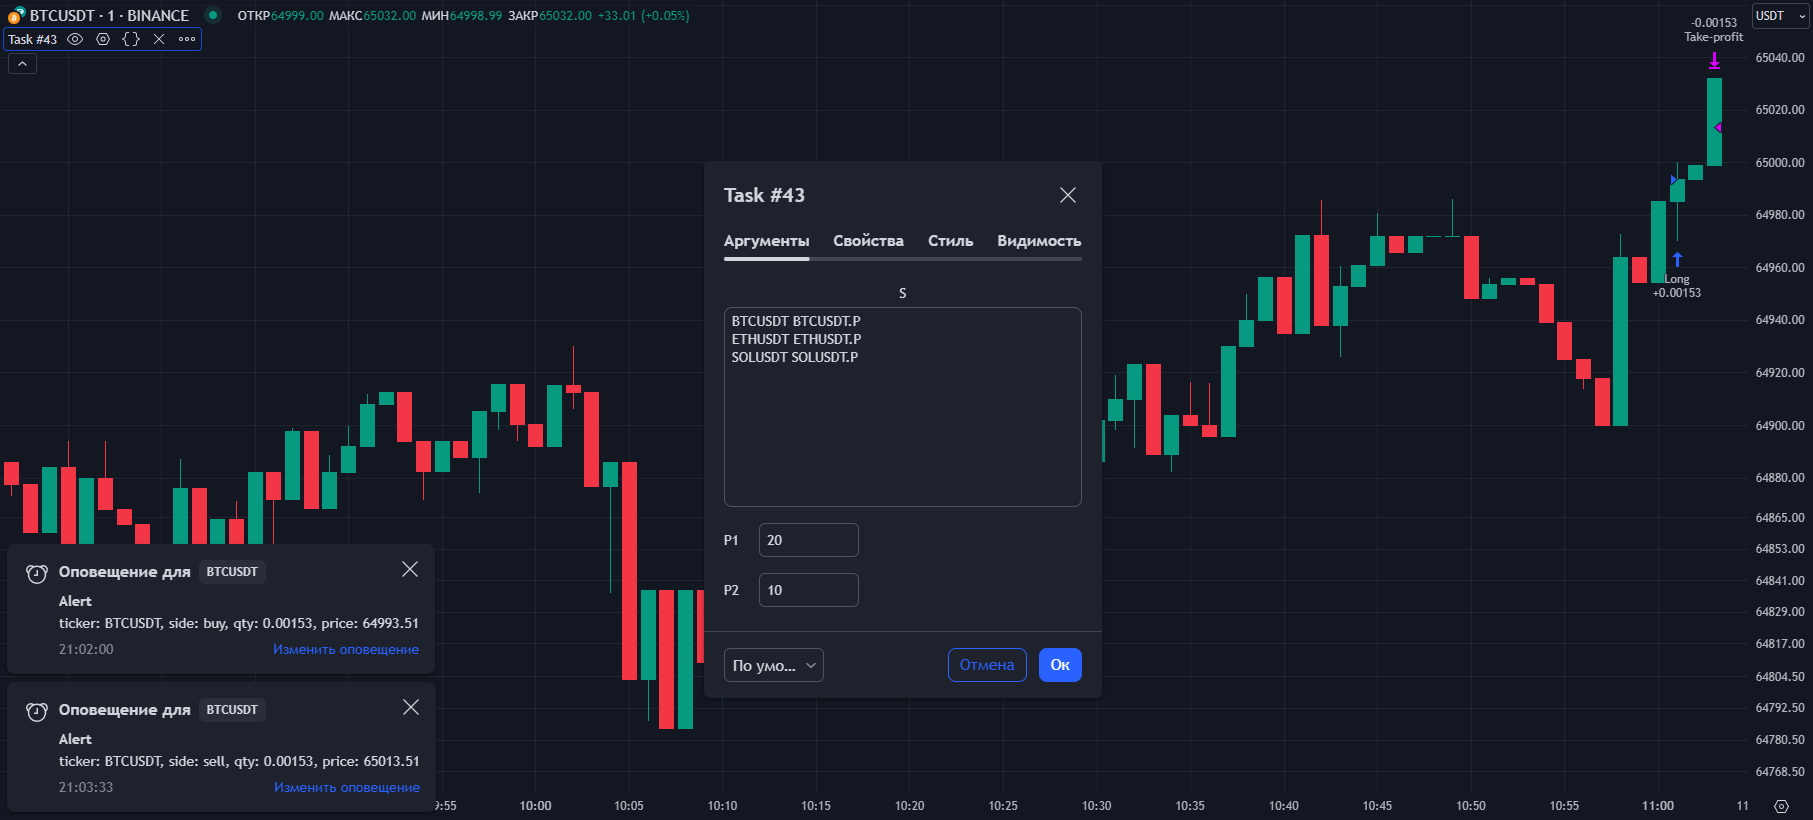 BTCUSDT · 1 · BINANCE ОТКР64999.00 МАКС65032.00 МИН64998.99 ЗАКР65032.00 +33.01 (+0.05%)
Task #43
-0.00153
Take-profit
USDT
65040.00
65020.00
65000.00
64980.00
64960.00
64940.00
64920.00
64900.00
64880.00
64865.00
64853.00
64841.00
64829.00
64817.00
64804.50
64792.50
64780.50
64768.50
Long
+0.00153
Task #43
Аргументы Свойства Стиль Видимость
S
BTCUSDT BTCUSDT.P
ETHUSDT ETHUSDT.P
SOLUSDT SOLUSDT.P
P1 20
P2 10
По умо... Отмена Ок
Оповещение для BTCUSDT
Alert
ticker: BTCUSDT, side: buy, qty: 0.00153, price: 64993.51
21:02:00 Изменить оповещение
Оповещение для BTCUSDT
Alert
ticker: BTCUSDT, side: sell, qty: 0.00153, price: 65013.51
21:03:33 Изменить оповещение
:55 10:00 10:05 10:10 10:15 10:20 10:25 10:30 10:35 10:40 10:45 10:50 10:55 11:00 11